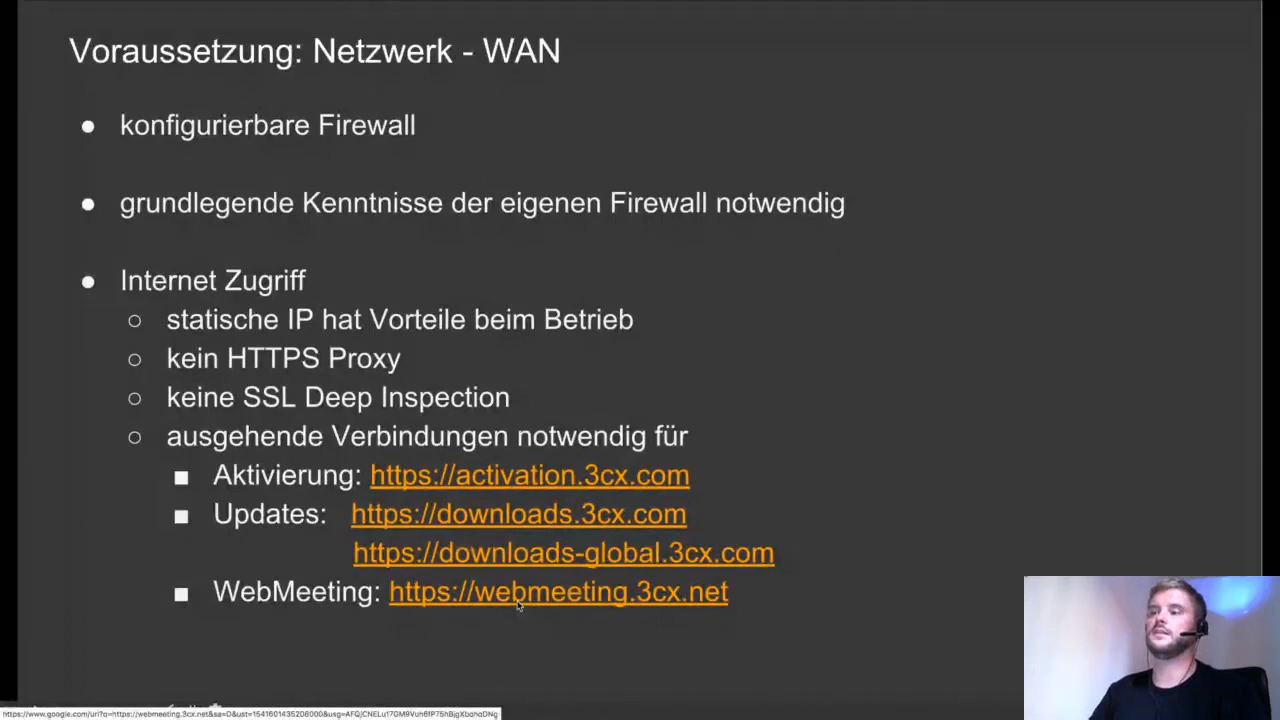 Voraussetzung: Netzwerk - WAN
● konfigurierbare Firewall
● grundlegende Kenntnisse der eigenen Firewall notwendig
● Internet Zugriff
○ statische IP hat Vorteile beim Betrieb
○ kein HTTPS Proxy
○ keine SSL Deep Inspection
○ ausgehende Verbindungen notwendig für
■ Aktivierung: https://activation.3cx.com
■ Updates: https://downloads.3cx.com
https://downloads-global.3cx.com
■ WebMeeting: https://webmeeting.3cx.net